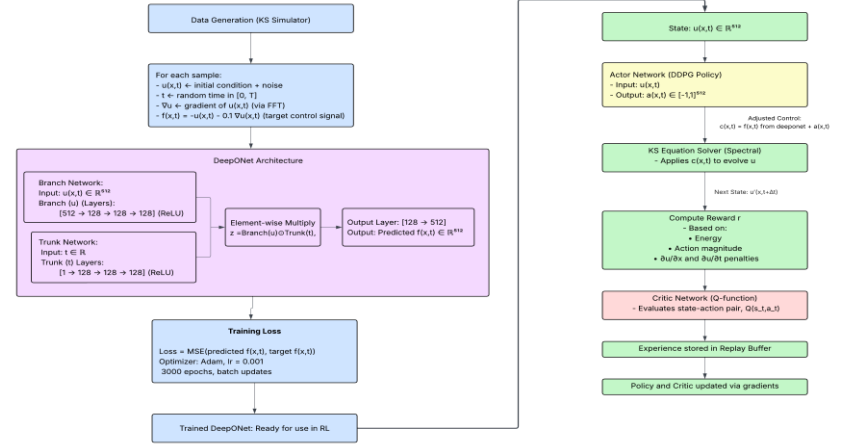 Data Generation (KS Simulator)
For each sample:
- u(x,t) ← initial condition + noise
- t ← random time in [0, T]
- ∇u ← gradient of u(x,t) (via FFT)
- f(x,t) = -u(x,t) - 0.1 ∇u(x,t) (target control signal)
DeepONet Architecture
Branch Network:
Input: u(x,t) ∈ ℝ⁵¹²
Branch (u) (Layers):
[512 → 128 → 128 → 128] (ReLU)
Trunk Network:
Input: t ∈ ℝ
Trunk (t) Layers:
[1 → 128 → 128 → 128] (ReLU)
Element-wise Multiply
z =Branch(u)⊙Trunk(t),
Output Layer: [128 → 512]
Output: Predicted f(x,t) ∈ ℝ⁵¹²
Training Loss
Loss = MSE(predicted f(x,t), target f(x,t))
Optimizer: Adam, lr = 0.001
3000 epochs, batch updates
Trained DeepONet: Ready for use in RL
State: u(x,t) ∈ ℝ⁵¹²
Actor Network (DDPG Policy)
- Input: u(x,t)
- Output: a(x,t) ∈ [-1,1]⁵¹²
Adjusted Control:
c(x,t) = f(x,t) from deeponet + a(x,t)
KS Equation Solver (Spectral)
- Applies c(x,t) to evolve u
Next State: u'(x,t+Δt)
Compute Reward r
- Based on:
• Energy
• Action magnitude
• ∂u/∂x and ∂u/∂t penalties
Critic Network (Q-function)
- Evaluates state-action pair, Q(s_t,a_t)
Experience stored in Replay Buffer
Policy and Critic updated via gradients